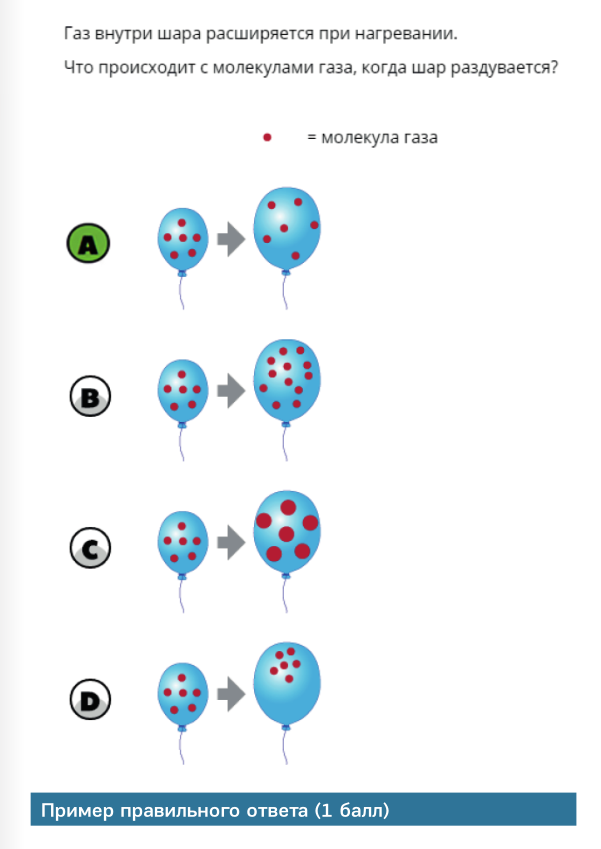 Газ внутри шара расширяется при нагревании.
Что происходит с молекулами газа, когда шар раздувается?
= молекула газа
A
B
C
D
Пример правильного ответа (1 балл)